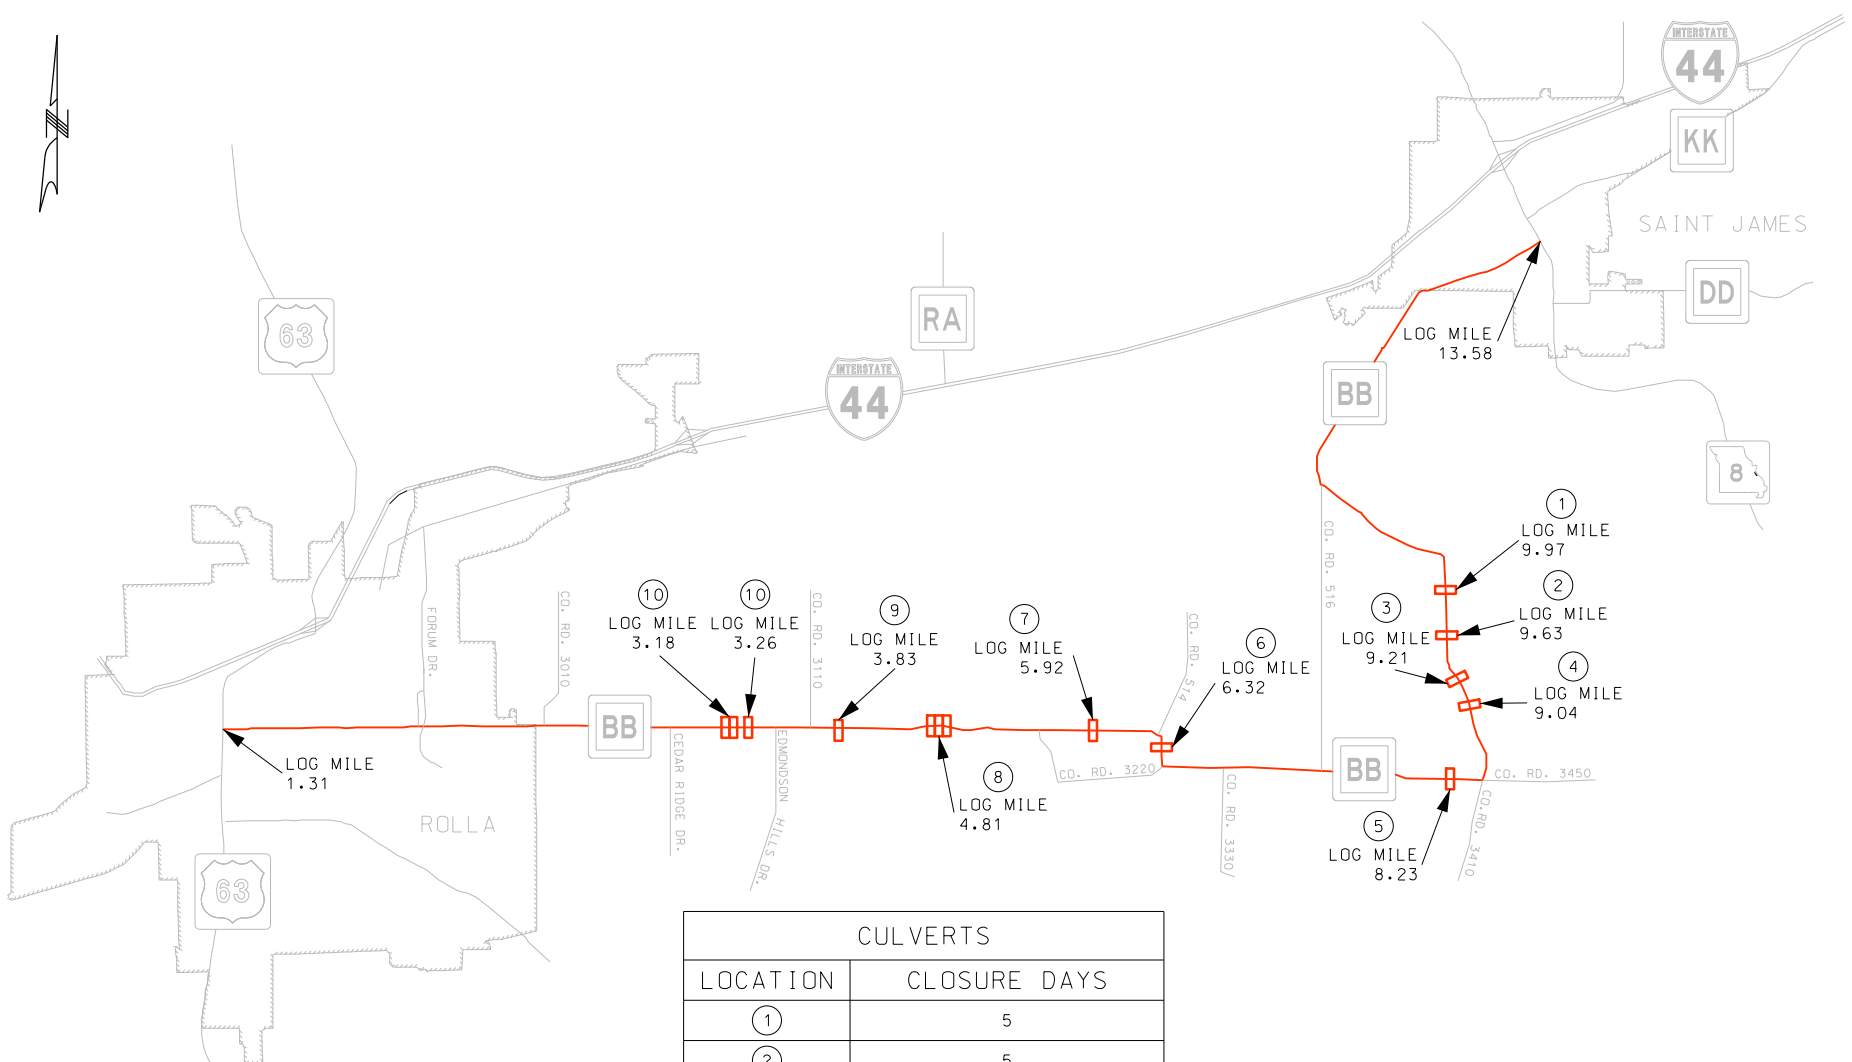 INTERSTATE
44
KK
SAINT JAMES
DD
63
RA
LOG MILE
13.58
INTERSTATE
44
BB
8
1
LOG MILE
9.97
CO. RD. 516
2
LOG MILE
9.63
3
LOG MILE
9.21
4
LOG MILE
9.04
10
LOG MILE
3.18
10
LOG MILE
3.26
9
LOG MILE
3.83
7
LOG MILE
5.92
6
LOG MILE
6.32
CO. RD. 514
FORUM DR.
CO. RD. 3010
CO. RD. 3110
BB
LOG MILE
1.31
CEDAR RIDGE DR.
EDMONDSON HILLS DR.
8
LOG MILE
4.81
CO. RD. 3220
CO. RD. 3330
BB
CO. RD. 3450
CO. RD. 3410
5
LOG MILE
8.23
ROLLA
63
CULVERTS
LOCATION CLOSURE DAYS
1 5
2 5